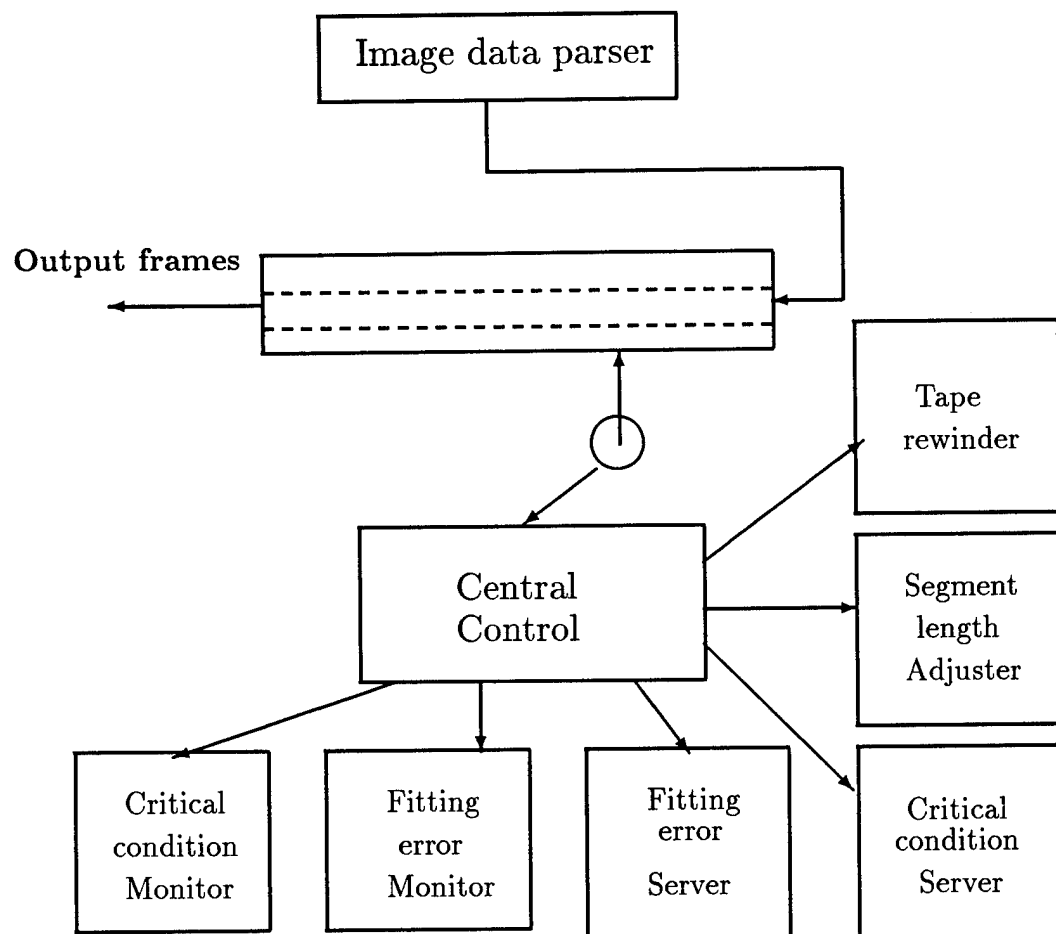 Image data parser
Output frames
Tape
rewinder
Central
Control
Segment
length
Adjuster
Critical
condition
Monitor
Fitting
error
Monitor
Fitting
error
Server
Critical
condition
Server